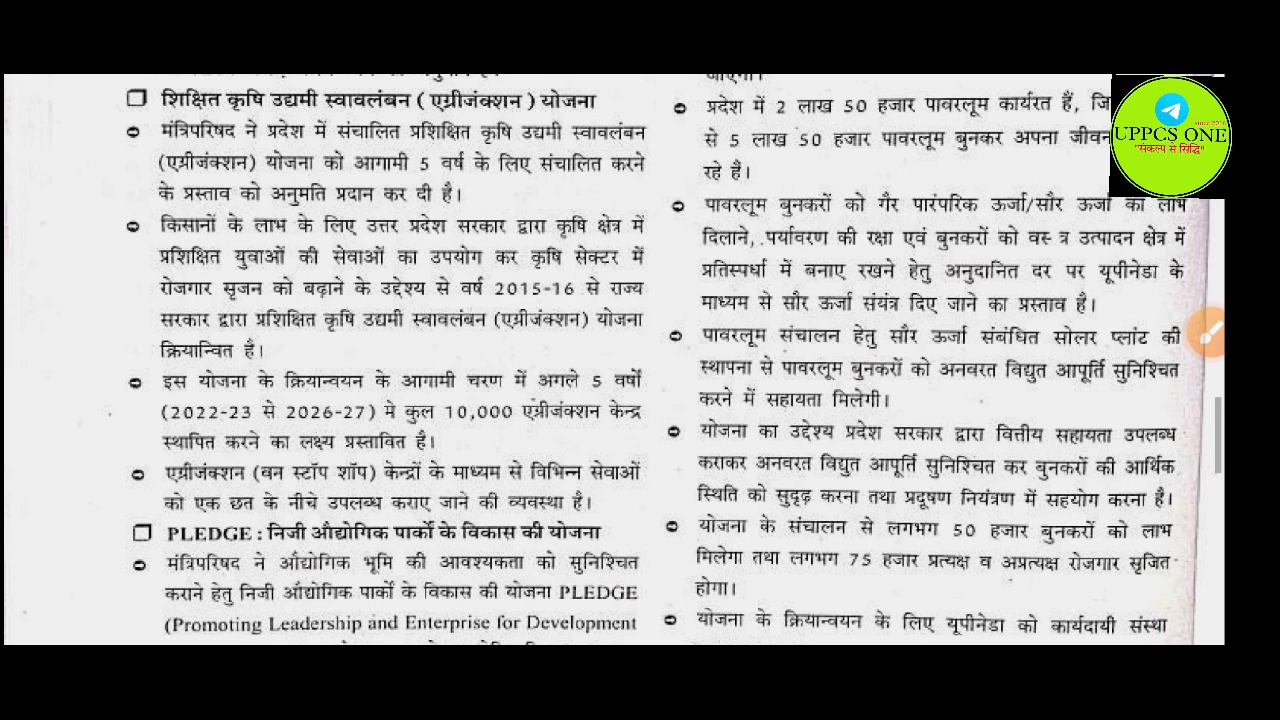 ❒ शिक्षित कृषि उद्यमी स्वावलंबन ( एग्रीजंक्शन ) योजना
मंत्रिपरिषद ने प्रदेश में संचालित प्रशिक्षित कृषि उद्यमी स्वावलंबन
(एग्रीजंक्शन) योजना को आगामी 5 वर्ष के लिए संचालित करने
के प्रस्ताव को अनुमति प्रदान कर दी है।
किसानों के लाभ के लिए उत्तर प्रदेश सरकार द्वारा कृषि क्षेत्र में
प्रशिक्षित युवाओं की सेवाओं का उपयोग कर कृषि सेक्टर में
रोजगार सृजन को बढ़ाने के उद्देश्य से वर्ष 2015-16 से राज्य
सरकार द्वारा प्रशिक्षित कृषि उद्यमी स्वावलंबन (एग्रीजंक्शन) योजना
क्रियान्वित है।
इस योजना के क्रियान्वयन के आगामी चरण में अगले 5 वर्षों
(2022-23 से 2026-27) मे कुल 10,000 एग्रीजंक्शन केन्द्र
स्थापित करने का लक्ष्य प्रस्तावित है।
एग्रीजंक्शन (वन स्टॉप शॉप) केन्द्रों के माध्यम से विभिन्न सेवाओं
को एक छत के नीचे उपलब्ध कराए जाने की व्यवस्था है।
❒ PLEDGE : निजी औद्योगिक पार्कों के विकास की योजना
मंत्रिपरिषद ने औद्योगिक भूमि की आवश्यकता को सुनिश्चित
कराने हेतु निजी औद्योगिक पार्कों के विकास की योजना PLEDGE
(Promoting Leadership and Enterprise for Development
जाएगा।
प्रदेश में 2 लाख 50 हजार पावरलूम कार्यरत हैं,
से 5 लाख 50 हजार पावरलूम बुनकर अपना
रहे हैं।
पावरलूम बुनकरों को गैर पारंपरिक ऊर्जा/सौर ऊर्जा का लाभ
दिलाने, पर्यावरण की रक्षा एवं बुनकरों को वस्त्र उत्पादन क्षेत्र में
प्रतिस्पर्धा में बनाए रखने हेतु अनुदानित दर पर यूपीनेडा के
माध्यम से सौर ऊर्जा संयंत्र दिए जाने का प्रस्ताव है।
पावरलूम संचालन हेतु सौर ऊर्जा संबंधित सोलर प्लांट की
स्थापना से पावरलूम बुनकरों को अनवरत विद्युत आपूर्ति सुनिश्चित
करने में सहायता मिलेगी।
योजना का उद्देश्य प्रदेश सरकार द्वारा वित्तीय सहायता उपलब्ध
कराकर अनवरत विद्युत आपूर्ति सुनिश्चित कर बुनकरों की आर्थिक
स्थिति को सुदृढ़ करना तथा प्रदूषण नियंत्रण में सहयोग करना है।
योजना के संचालन से लगभग 50 हजार बुनकरों को लाभ
मिलेगा तथा लगभग 75 हजार प्रत्यक्ष व अप्रत्यक्ष रोजगार सृजित
होगा।
योजना के क्रियान्वयन के लिए यूपीनेडा को कार्यदायी संस्था
UPPCS ONE
"संकल्प से सिद्धि"